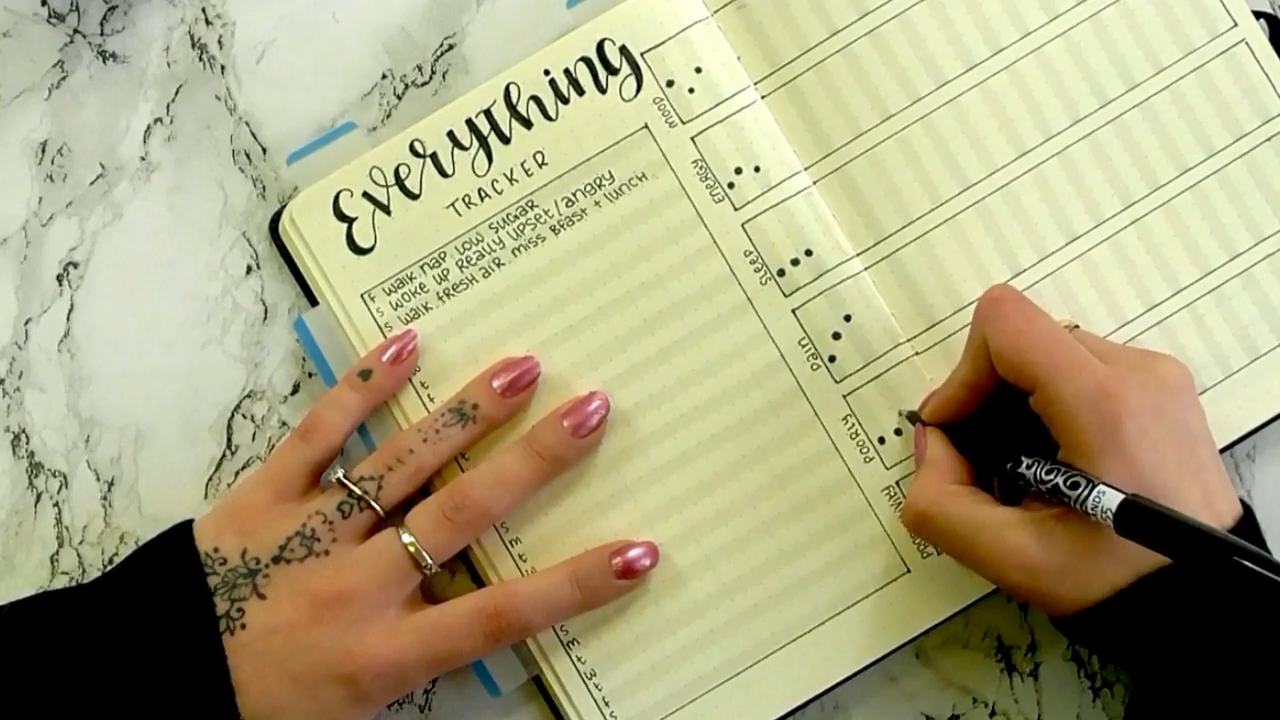 Everything
TRACKER
F WALK. NAP. LOW SUGAR
S WOKE UP REALLY UPSET/ANGRY
S WALK. FRESH AIR. MISS BFAST + LUNCH
MOOD
ENERGY
SLEEP
PAIN
POORLY
t
t
S
M
t
S
S
M
t
S